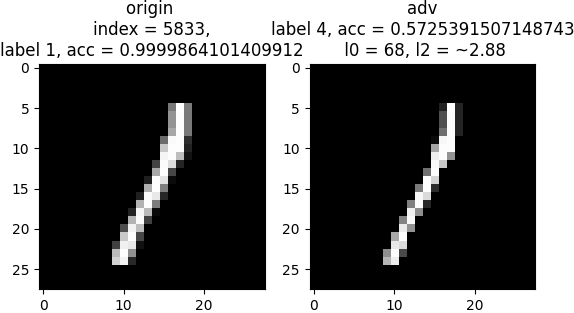 origin
index = 5833,
label 1, acc = 0.9999864101409912
adv
label 4, acc = 0.5725391507148743
l0 = 68, l2 = ~2.88
0
5
10
15
20
25
0 10 20
0
5
10
15
20
25
0 10 20